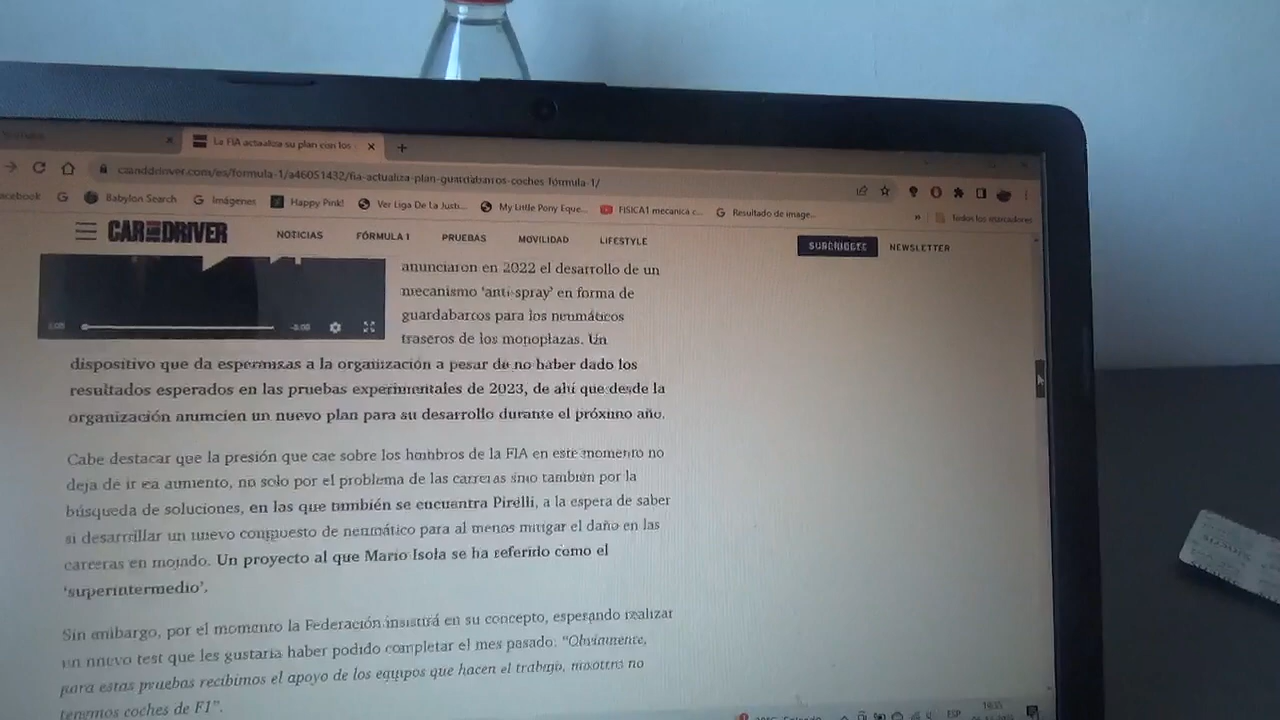 La FIA actualiza su plan con los
caranddriver.com/es/formula-1/a46051432/fia-actualiza-plan-guardabarros-coches-formula-1/
acebook
Babylon Search
Imágenes
Happy Pink!
Ver Liga De La Justi...
My Little Pony Eque...
FISICA1 mecanica c...
Resultado de image...
Todos los marcadores
CAR AND DRIVER
NOTICIAS FÓRMULA 1 PRUEBAS MOVILIDAD LIFESTYLE
SUSCRÍBETE NEWSLETTER
anunciaron en 2022 el desarrollo de un
mecanismo ‘anti-spray’ en forma de
guardabarros para los neumáticos
traseros de los monoplazas. Un
dispositivo que da esperanzas a la organización a pesar de no haber dado los
resultados esperados en las pruebas experimentales de 2023, de ahí que desde la
organización anuncien un nuevo plan para su desarrollo durante el próximo año.
Cabe destacar que la presión que cae sobre los hombros de la FIA en este momento no
deja de ir en aumento, no solo por el problema de las carreras sino también por la
búsqueda de soluciones, en las que también se encuentra Pirelli, a la espera de saber
si desarrillar un nuevo compuesto de neumático para al menos mitigar el daño en las
carreras en mojado. Un proyecto al que Mario Isola se ha referido como el
‘superintermedio’.
Sin embargo, por el momento la Federación insistirá en su concepto, esperando realizar
un nuevo test que les gustaría haber podido completar el mes pasado: “Obviamente,
para estas pruebas recibimos el apoyo de los equipos que hacen el trabajo, nosotros no
tenemos coches de F1”.
ESP